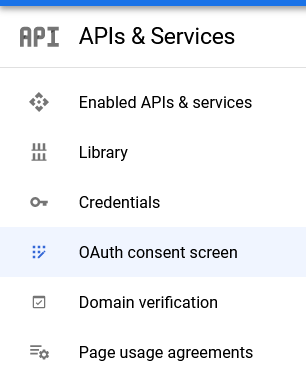 API APIs & Services
Enabled APIs & services
Library
Credentials
OAuth consent screen
Domain verification
Page usage agreements